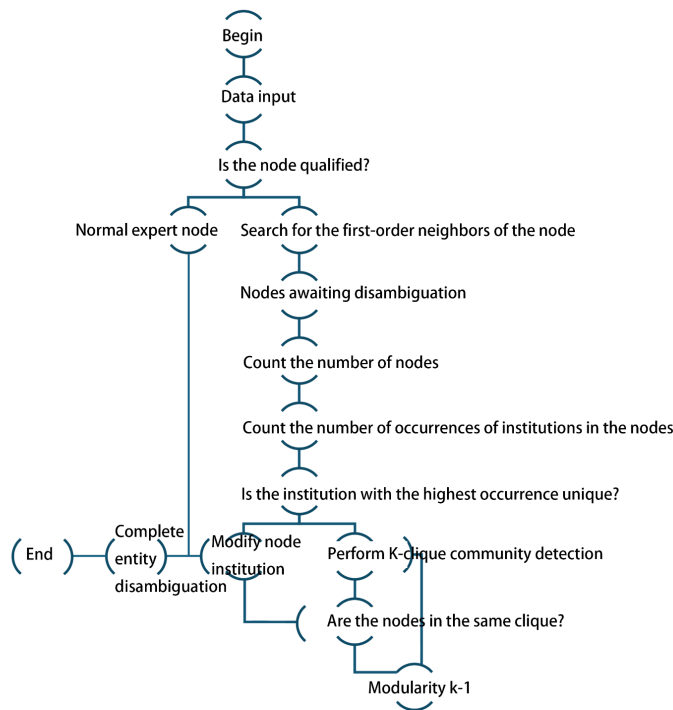 Begin
Data input
Is the node qualified?
Normal expert node
Search for the first-order neighbors of the node
Nodes awaiting disambiguation
Count the number of nodes
Count the number of occurrences of institutions in the nodes
Is the institution with the highest occurrence unique?
End
Complete
entity
disambiguation
Modify node
institution
Perform K-clique community detection
Are the nodes in the same clique?
Modularity k-1